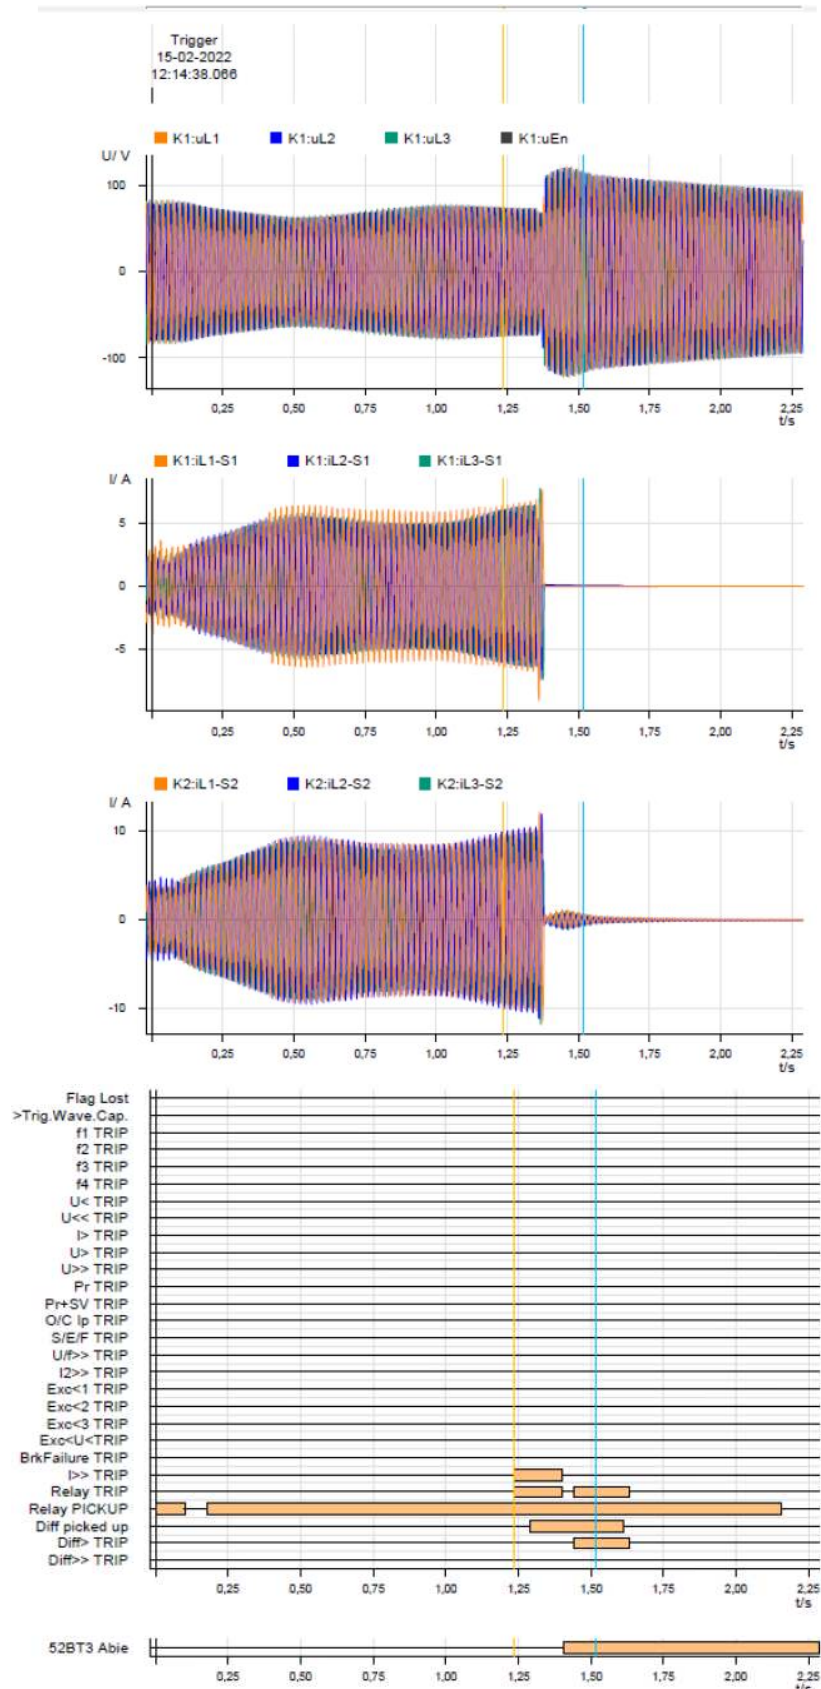 Trigger
15-02-2022
12:14:38.066
K1:uL1 K1:uL2 K1:uL3 K1:uEn
U/ V
100
0
-100
0,25 0,50 0,75 1,00 1,25 1,50 1,75 2,00 2,25
t/s
K1:iL1-S1 K1:iL2-S1 K1:iL3-S1
I/ A
5
0
-5
0,25 0,50 0,75 1,00 1,25 1,50 1,75 2,00 2,25
t/s
K2:iL1-S2 K2:iL2-S2 K2:iL3-S2
I/ A
10
0
-10
0,25 0,50 0,75 1,00 1,25 1,50 1,75 2,00 2,25
t/s
Flag Lost
>Trig.Wave.Cap.
f1 TRIP
f2 TRIP
f3 TRIP
f4 TRIP
U< TRIP
U<< TRIP
I> TRIP
U> TRIP
U>> TRIP
Pr TRIP
Pr+SV TRIP
O/C Ip TRIP
S/E/F TRIP
U/f>> TRIP
I2>> TRIP
Exc<1 TRIP
Exc<2 TRIP
Exc<3 TRIP
Exc<U<TRIP
BrkFailure TRIP
I>> TRIP
Relay TRIP
Relay PICKUP
Diff picked up
Diff> TRIP
Diff>> TRIP
0,25 0,50 0,75 1,00 1,25 1,50 1,75 2,00 2,25
t/s
52BT3 Abie
0,25 0,50 0,75 1,00 1,25 1,50 1,75 2,00 2,25
t/s